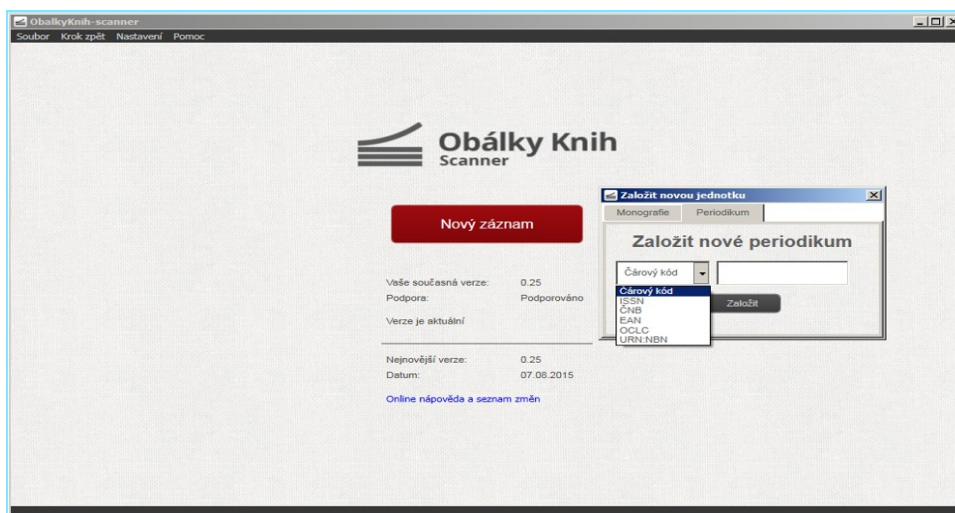 ObalkyKnih-scanner
Soubor Krok zpět Nastavení Pomoc
Obálky Knih
Scanner
Nový záznam
Vaše současná verze: 0.25
Podpora: Podporováno
Verze je aktuální
Nejnovější verze: 0.25
Datum: 07.08.2015
Online nápověda a seznam změn
Založit novou jednotku
Monografie Periodikum
Založit nové periodikum
Čárový kód
Čárový kód
ISSN
ČNB
EAN
OCLC
URN:NBN
Založit